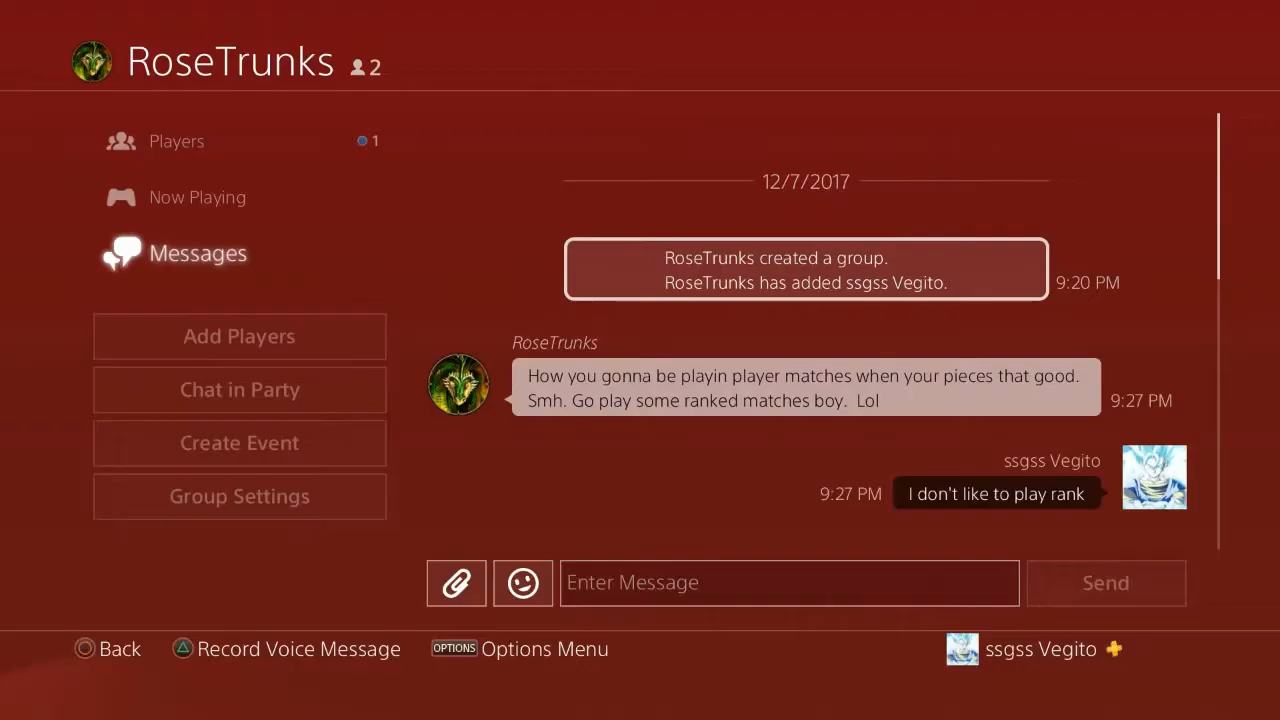 RoseTrunks 2
Players 1
Now Playing
Messages
Add Players
Chat in Party
Create Event
Group Settings
12/7/2017
RoseTrunks created a group.
RoseTrunks has added ssgss Vegito.
9:20 PM
RoseTrunks
How you gonna be playin player matches when your pieces that good.
Smh. Go play some ranked matches boy.  Lol
9:27 PM
ssgss Vegito
9:27 PM I don't like to play rank
Enter Message Send
Back Record Voice Message OPTIONS Options Menu ssgss Vegito